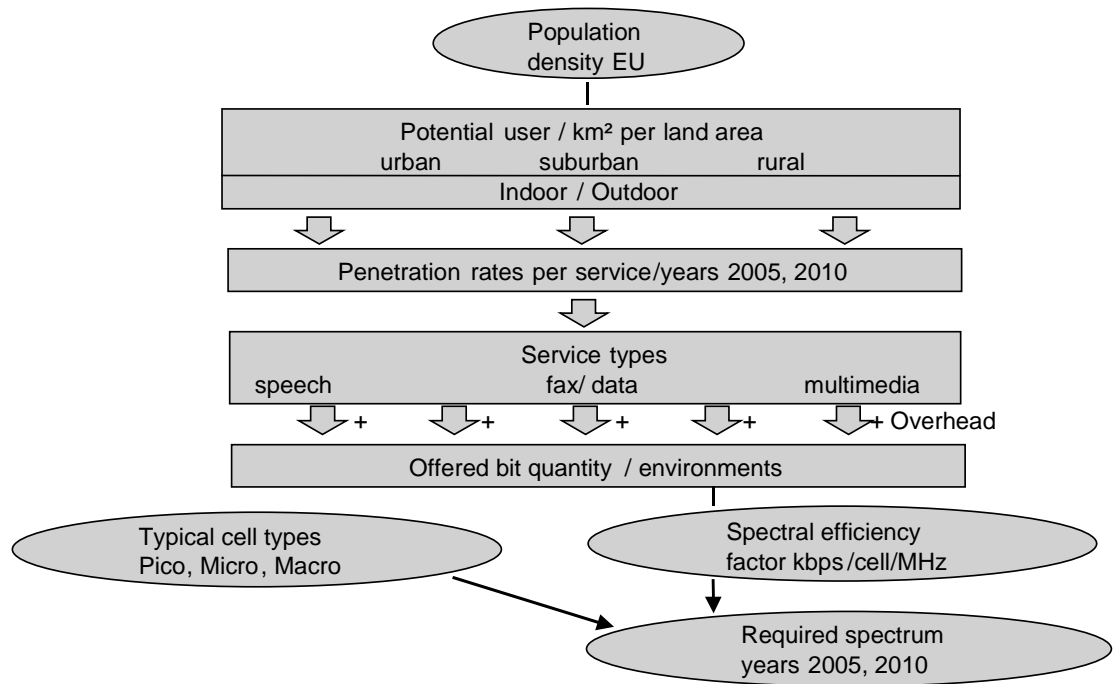 Population
density EU
Potential user / km² per land area
urban suburban rural
Indoor / Outdoor
Penetration rates per service/years 2005, 2010
Service types
speech fax/ data multimedia
+ + + + + Overhead
Offered bit quantity / environments
Typical cell types
Pico, Micro, Macro
Spectral efficiency
factor kbps/cell/MHz
Required spectrum
years 2005, 2010